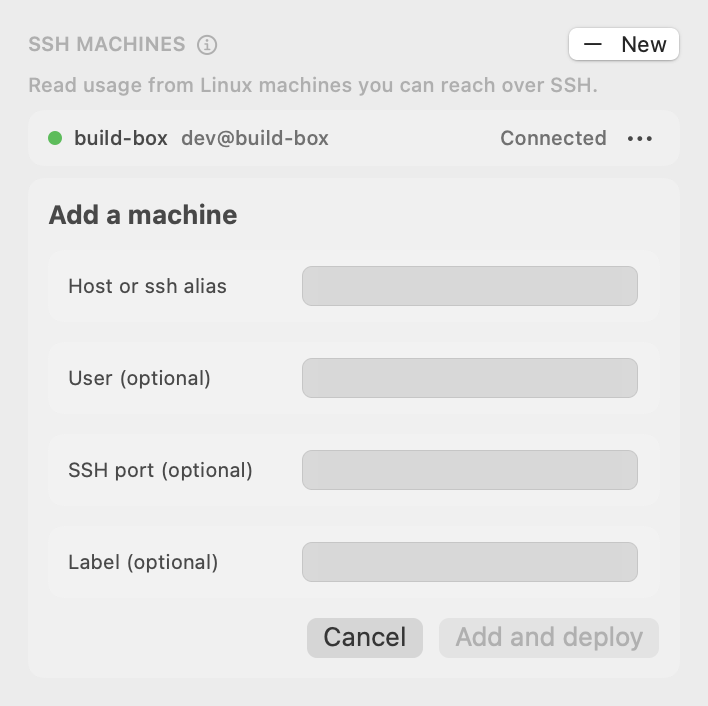 SSH MACHINES
— New
Read usage from Linux machines you can reach over SSH.
build-box dev@build-box Connected •••
Add a machine
Host or ssh alias
User (optional)
SSH port (optional)
Label (optional)
Cancel Add and deploy